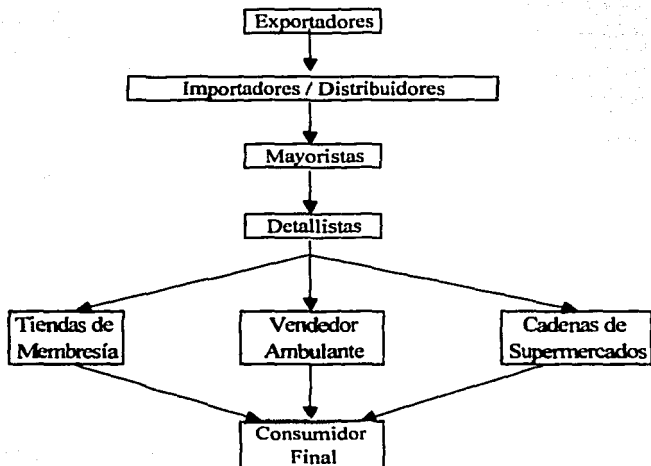 Exportadores
Importadores / Distribuidores
Mayoristas
Detallistas
Tiendas de
Membresía
Vendedor
Ambulante
Cadenas de
Supermercados
Consumidor
Final